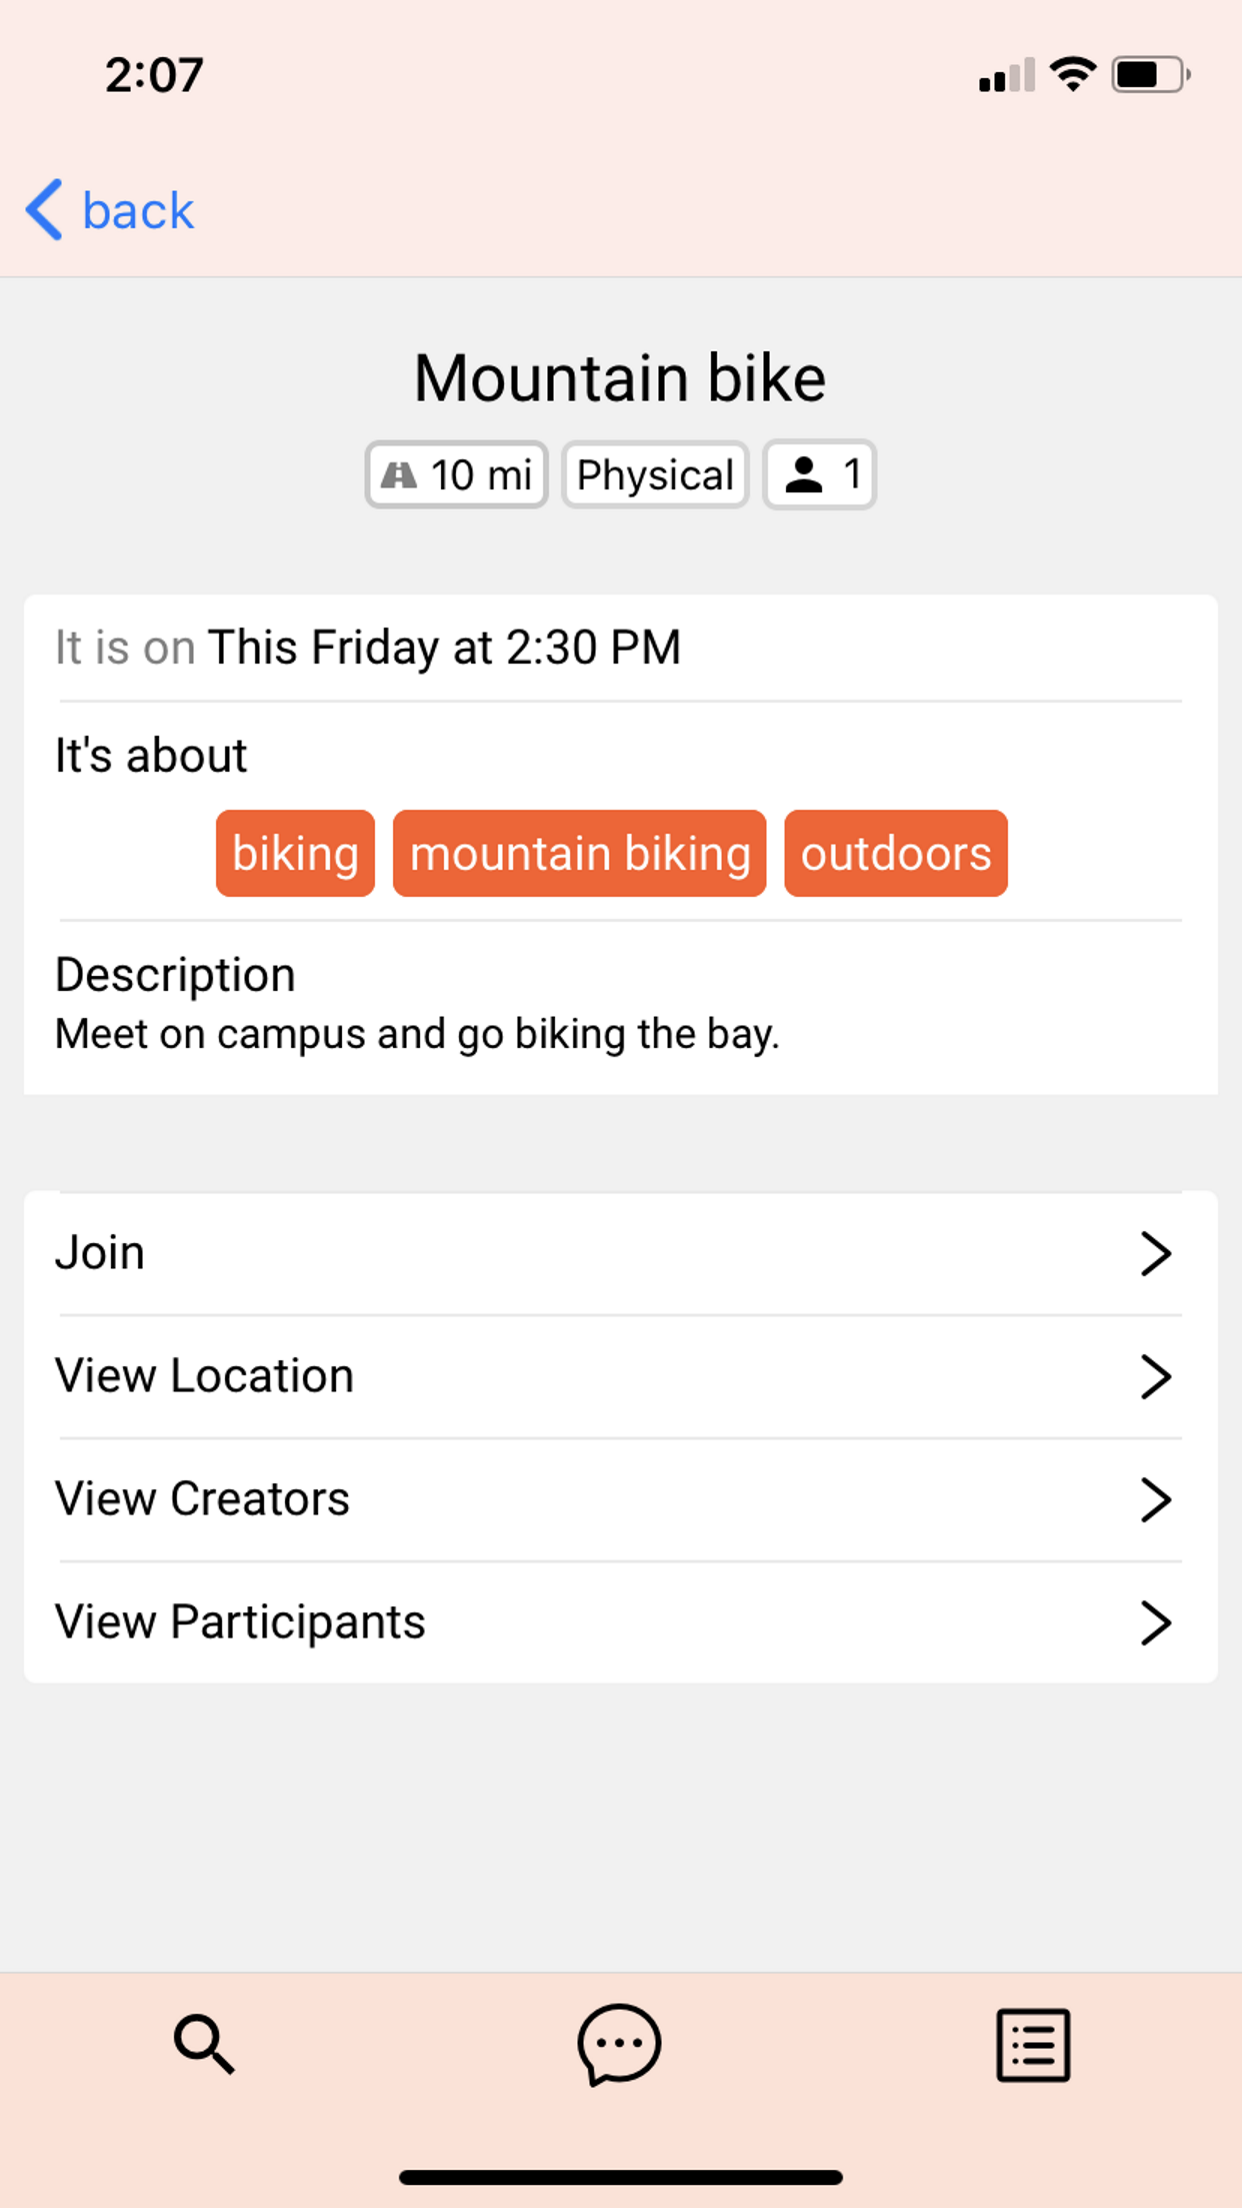 2:07
back
Mountain bike
10 mi Physical 1
It is on This Friday at 2:30 PM
It's about
biking mountain biking outdoors
Description
Meet on campus and go biking the bay.
Join
View Location
View Creators
View Participants